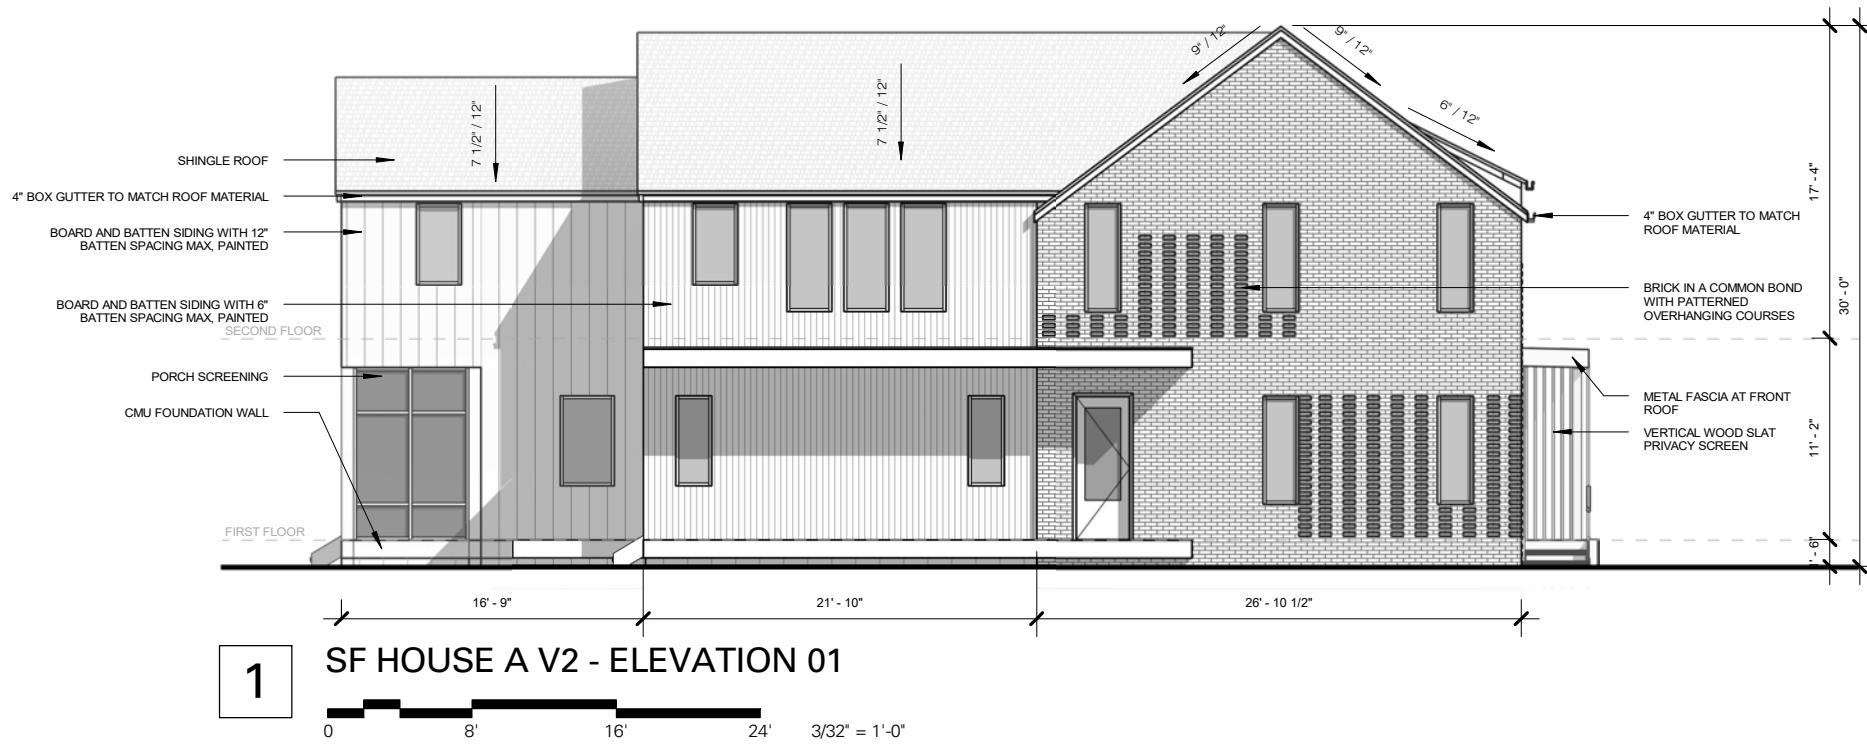 9" / 12"
9" / 12"
6" / 12"
7 1/2" / 12"
7 1/2" / 12"
SHINGLE ROOF
4" BOX GUTTER TO MATCH ROOF MATERIAL
BOARD AND BATTEN SIDING WITH 12"
BATTEN SPACING MAX, PAINTED
BOARD AND BATTEN SIDING WITH 6"
BATTEN SPACING MAX, PAINTED
SECOND FLOOR
PORCH SCREENING
CMU FOUNDATION WALL
FIRST FLOOR
4" BOX GUTTER TO MATCH
ROOF MATERIAL
BRICK IN A COMMON BOND
WITH PATTERNED
OVERHANGING COURSES
METAL FASCIA AT FRONT
ROOF
VERTICAL WOOD SLAT
PRIVACY SCREEN
17' - 4"
30' - 0"
11' - 2"
' - 6"
16' - 9"
21' - 10"
26' - 10 1/2"
1
SF HOUSE A V2 - ELEVATION 01
0 8' 16' 24' 3/32" = 1'-0"